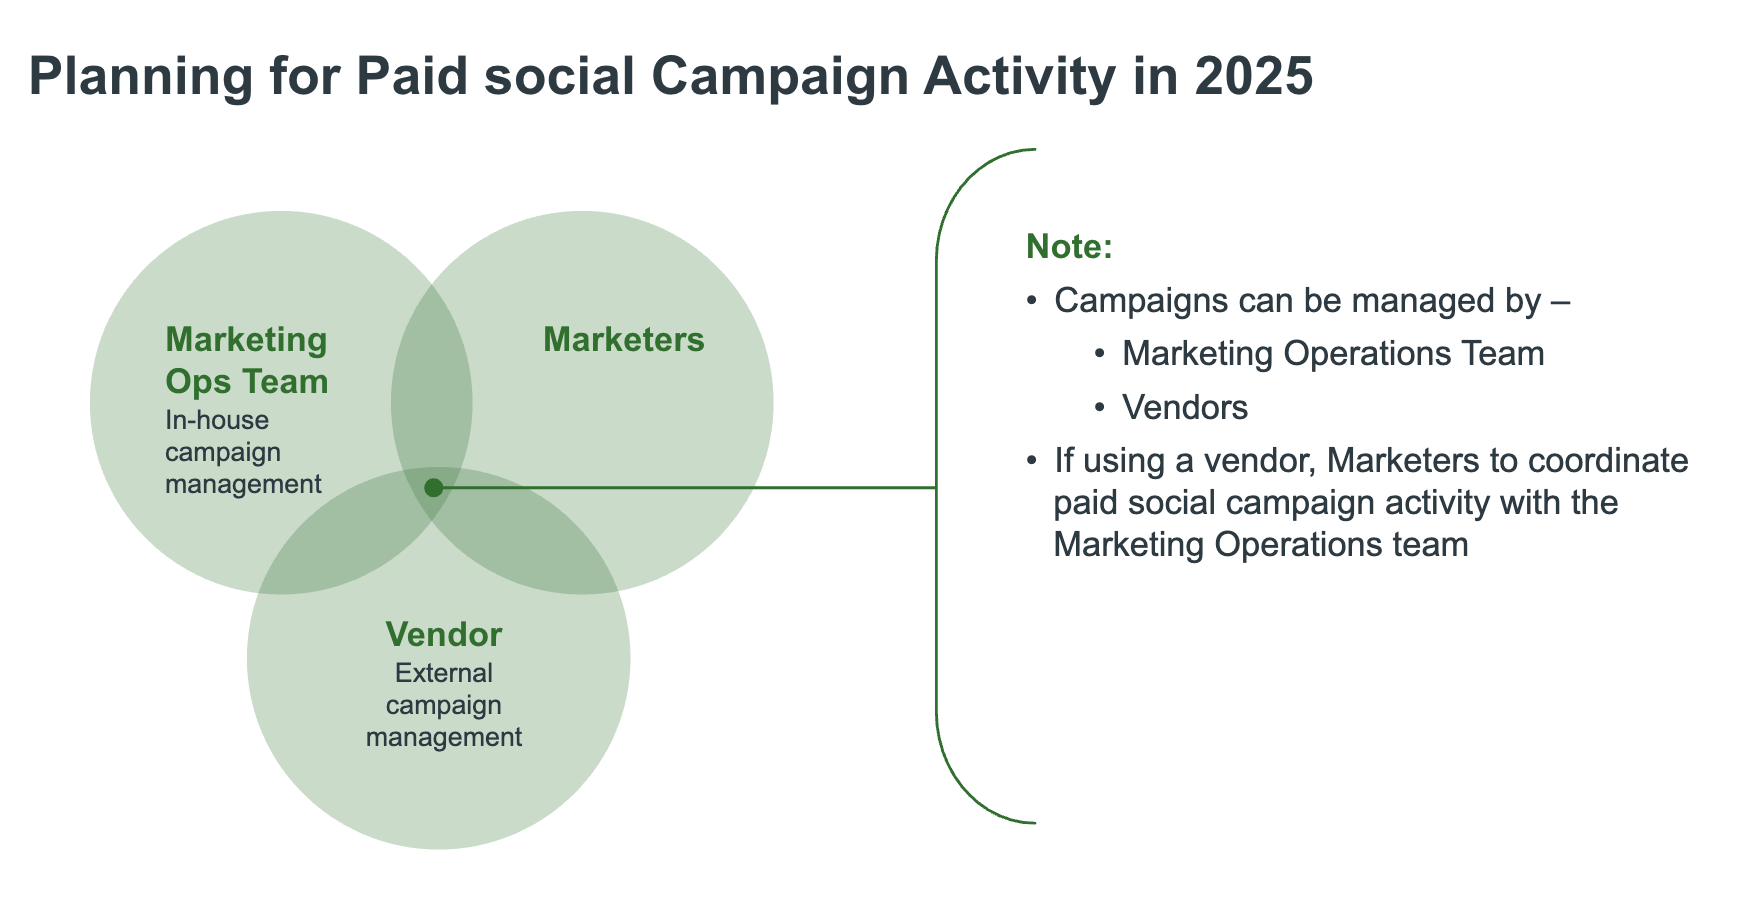 Planning for Paid social Campaign Activity in 2025
Marketing
Ops Team
In-house
campaign
management
Marketers
Vendor
External
campaign
management
Note:
• Campaigns can be managed by –
• Marketing Operations Team
• Vendors
• If using a vendor, Marketers to coordinate
paid social campaign activity with the
Marketing Operations team